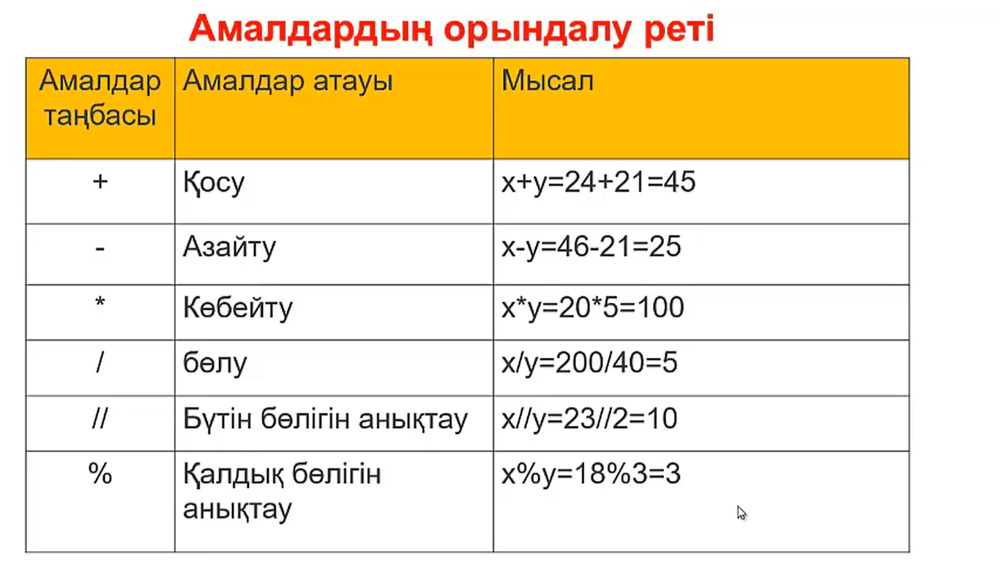 Амалдардың орындалу реті
Амалдар таңбасы
Амалдар атауы
Мысал
+
Қосу
x+y=24+21=45
-
Азайту
x-y=46-21=25
*
Көбейту
x*y=20*5=100
/
бөлу
x/y=200/40=5
//
Бүтін бөлігін анықтау
x//y=23//2=10
%
Қалдық бөлігін
анықтау
x%y=18%3=3